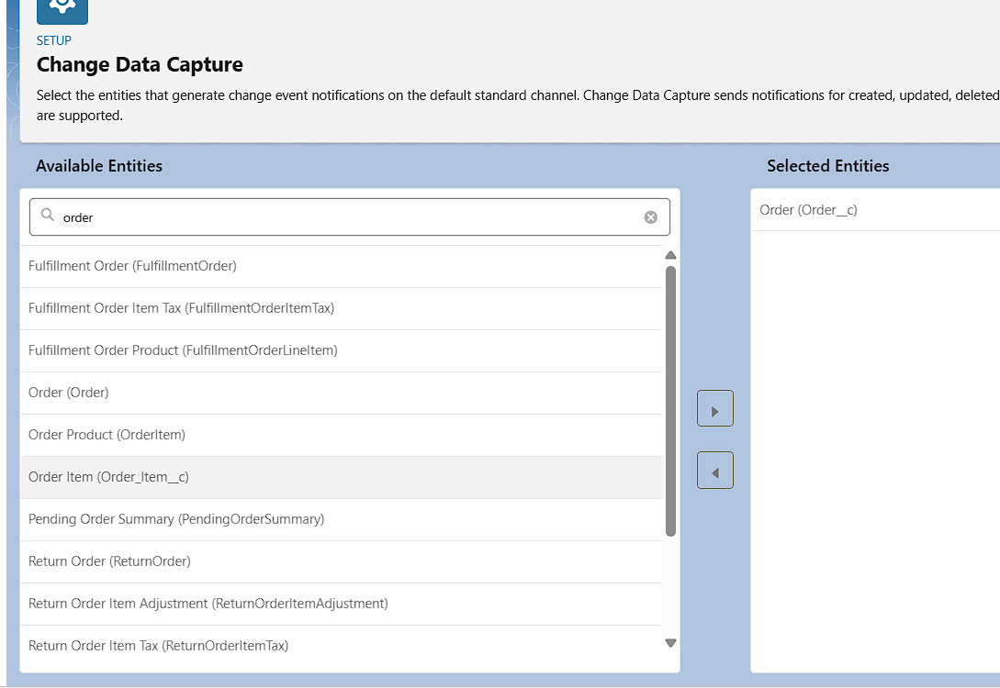 SETUP
Change Data Capture
Select the entities that generate change event notifications on the default standard channel. Change Data Capture sends notifications for created, updated, deleted
are supported.
Available Entities
Selected Entities
order
Order (Order__c)
Fulfillment Order (FulfillmentOrder)
Fulfillment Order Item Tax (FulfillmentOrderItemTax)
Fulfillment Order Product (FulfillmentOrderLineItem)
Order (Order)
Order Product (OrderItem)
Order Item (Order_Item__c)
Pending Order Summary (PendingOrderSummary)
Return Order (ReturnOrder)
Return Order Item Adjustment (ReturnOrderItemAdjustment)
Return Order Item Tax (ReturnOrderItemTax)